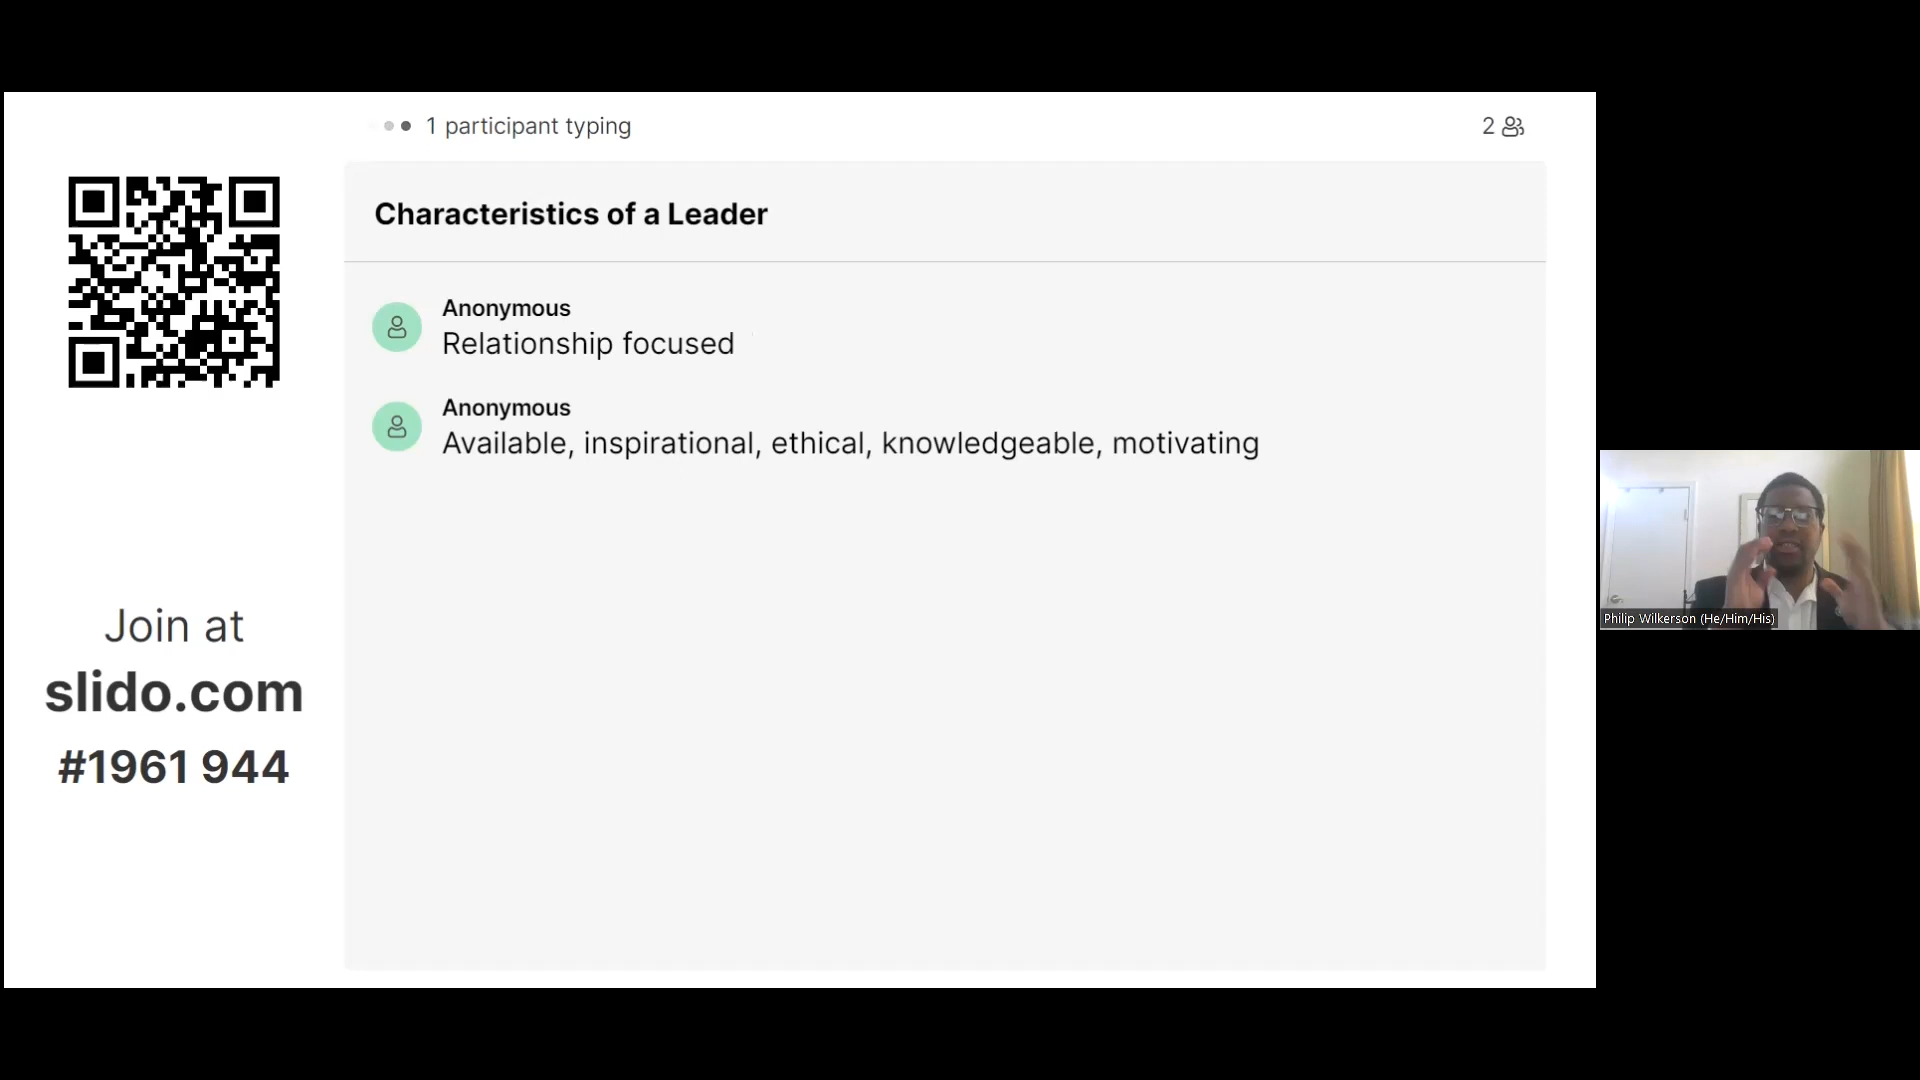 1 participant typing
2
Characteristics of a Leader
Anonymous
Relationship focused
Anonymous
Available, inspirational, ethical, knowledgeable, motivating
Join at
slido.com
#1961 944
Philip Wilkerson (He/Him/His)